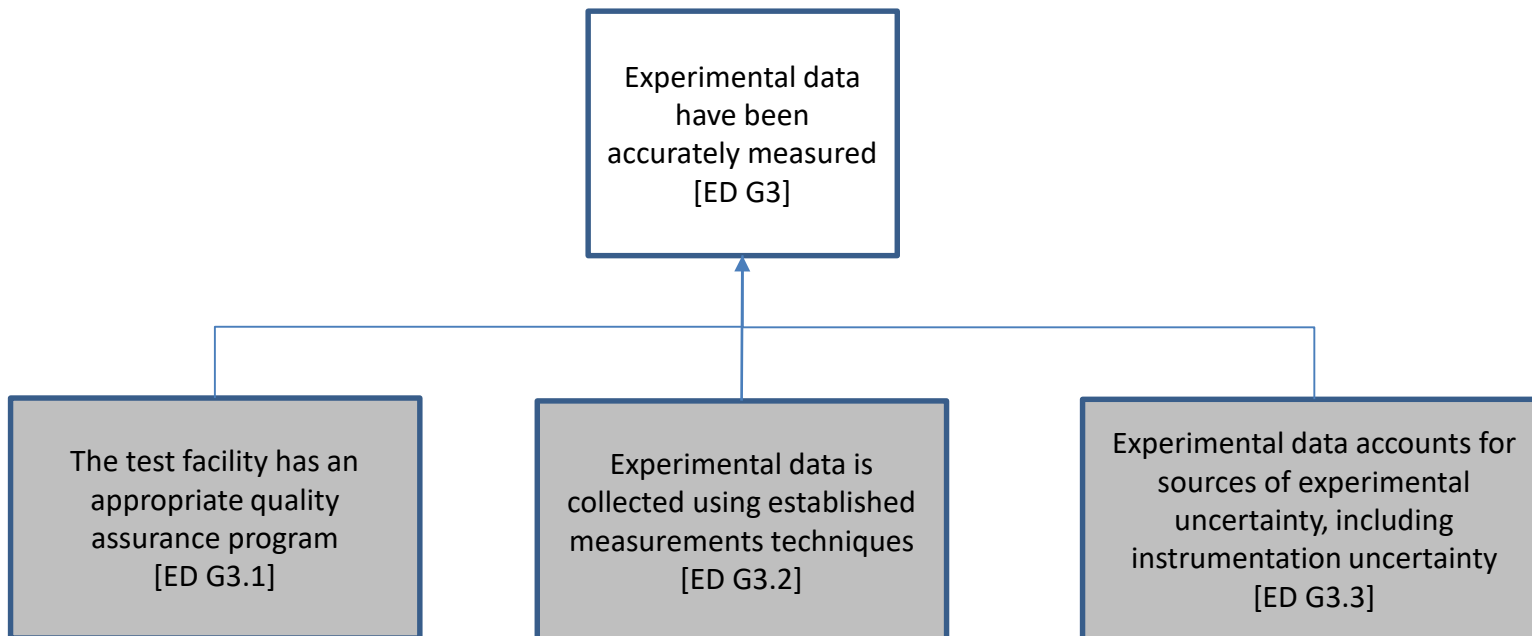 Experimental data
have been
accurately measured
[ED G3]
The test facility has an
appropriate quality
assurance program
[ED G3.1]
Experimental data is
collected using established
measurements techniques
[ED G3.2]
Experimental data accounts for
sources of experimental
uncertainty, including
instrumentation uncertainty
[ED G3.3]